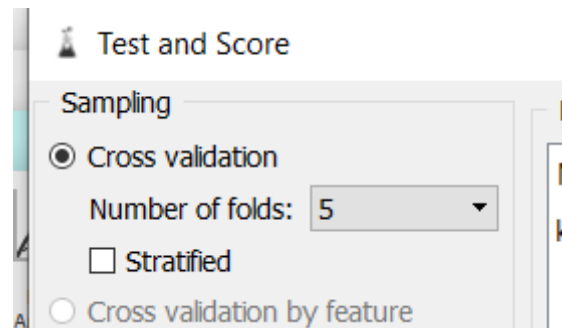 Test and Score
Sampling
Cross validation
Number of folds: 5
Stratified
Cross validation by feature